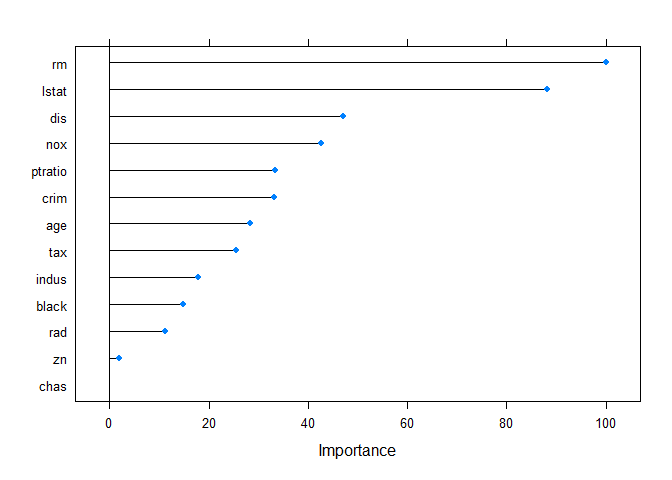 rm
lstat
dis
nox
ptratio
crim
age
tax
indus
black
rad
zn
chas
0 20 40 60 80 100
Importance